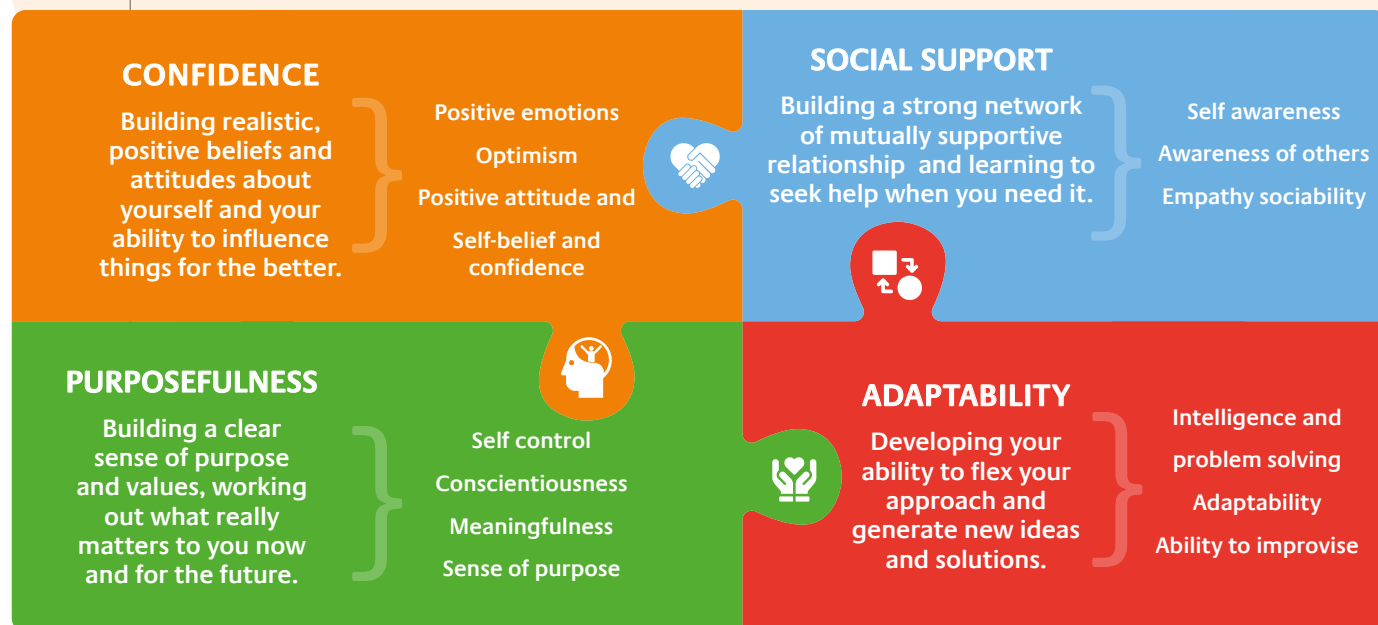 CONFIDENCE
Building realistic,
positive beliefs and
attitudes about
yourself and your
ability to influence
things for the better.
Positive emotions
Optimism
Positive attitude and
Self-belief and
confidence
SOCIAL SUPPORT
Building a strong network
of mutually supportive
relationship and learning to
seek help when you need it.
Self awareness
Awareness of others
Empathy sociability
PURPOSEFULNESS
Building a clear
sense of purpose
and values, working
out what really
matters to you now
and for the future.
Self control
Conscientiousness
Meaningfulness
Sense of purpose
ADAPTABILITY
Developing your
ability to flex your
approach and
generate new ideas
and solutions.
Intelligence and
problem solving
Adaptability
Ability to improvise